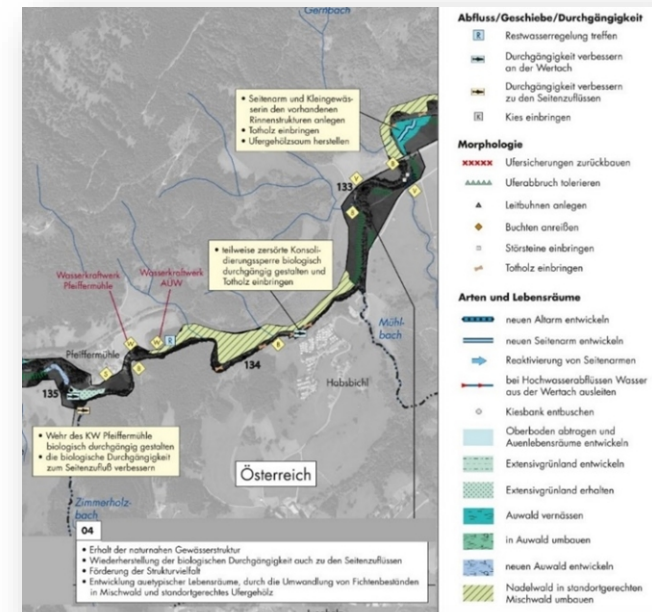 Gernbach
• Seitenarm und Kleingewäs-
serin den vorhandenen
Rinnenstrukturen anlegen
• Totholz einbringen
• Ufergehölzsaum herstellen
133
• teilweise zersörte Konsoli-
dierungssperre biologisch
durchgängig gestalten und
Totholz einbringen
Wasserkraftwerk
Pfeiffermühle
Wasserkraftwerk
AÜW
R
Mühl-
bach
Pfeiffermühle
134
Habsbichl
135
• Wehr des KW Pfeiffermühle
biologisch durchgängig gestalten
• die biologische Durchgängigkeit
zum Seitenzufluß verbessern
Österreich
Zimmerholz-
bach
04
• Erhalt der naturnahen Gewässerstruktur
• Wiederherstellung der biologischen Durchgängigkeit auch zu den Seitenzuflüssen
• Förderung der Strukturvielfalt
• Entwicklung auetypischer Lebensräume, durch die Umwandlung von Fichtenbeständen
in Mischwald und standortgerechtes Ufergehölz
Abfluss/Geschiebe/Durchgängigkeit
R Restwasserregelung treffen
Durchgängigkeit verbessern
an der Wertach
Durchgängigkeit verbessern
zu den Seitenzuflüssen
K Kies einbringen
Morphologie
Ufersicherungen zurückbauen
Uferabbruch tolerieren
Leitbuhnen anlegen
Buchten anreißen
Störsteine einbringen
Totholz einbringen
Arten und Lebensräume
neuen Altarm entwickeln
neuen Seitenarm entwickeln
Reaktivierung von Seitenarmen
bei Hochwasserabflüssen Wasser
aus der Wertach ausleiten
Kiesbank entbuschen
Oberboden abtragen und
Auenlebensräume entwickeln
Extensivgrünland entwickeln
Extensivgrünland erhalten
Auwald vernässen
in Auwald umbauen
neuen Auwald entwickeln
Nadelwald in standortgerechten
Mischwald umbauen